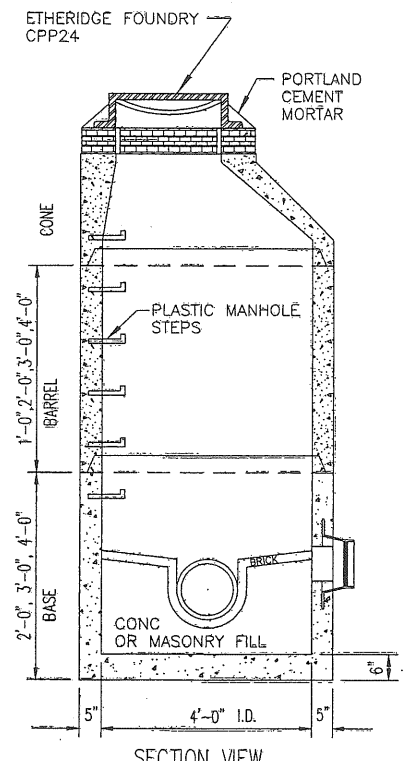 ETHERIDGE FOUNDRY
CPP24
PORTLAND
CEMENT
MORTAR
CONE
PLASTIC MANHOLE
STEPS
1'-0",2'-0",3'-0",4'-0"
BARREL
2'-0", 3'-0", 4'-0"
BASE
BRICK
CONC
OR MASONRY FILL
6"
5"
4'-0" I.D.
5"
SECTION VIEW